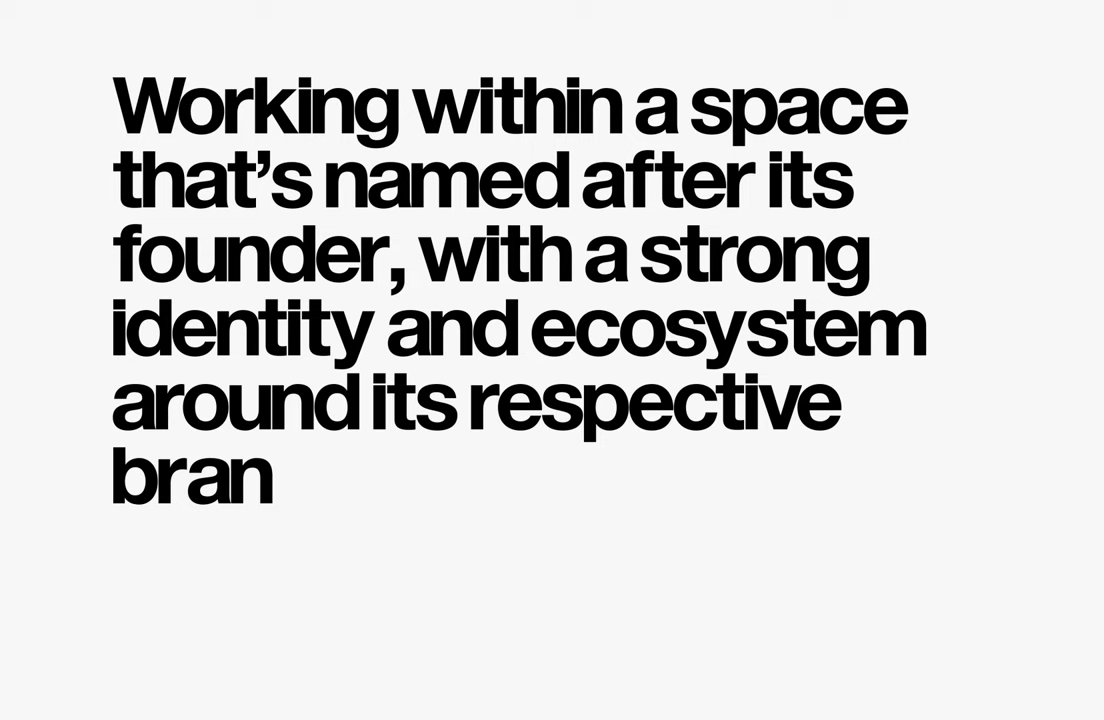 Working within a space
that’s named after its
founder, with a strong
identity and ecosystem
around its respective
bran